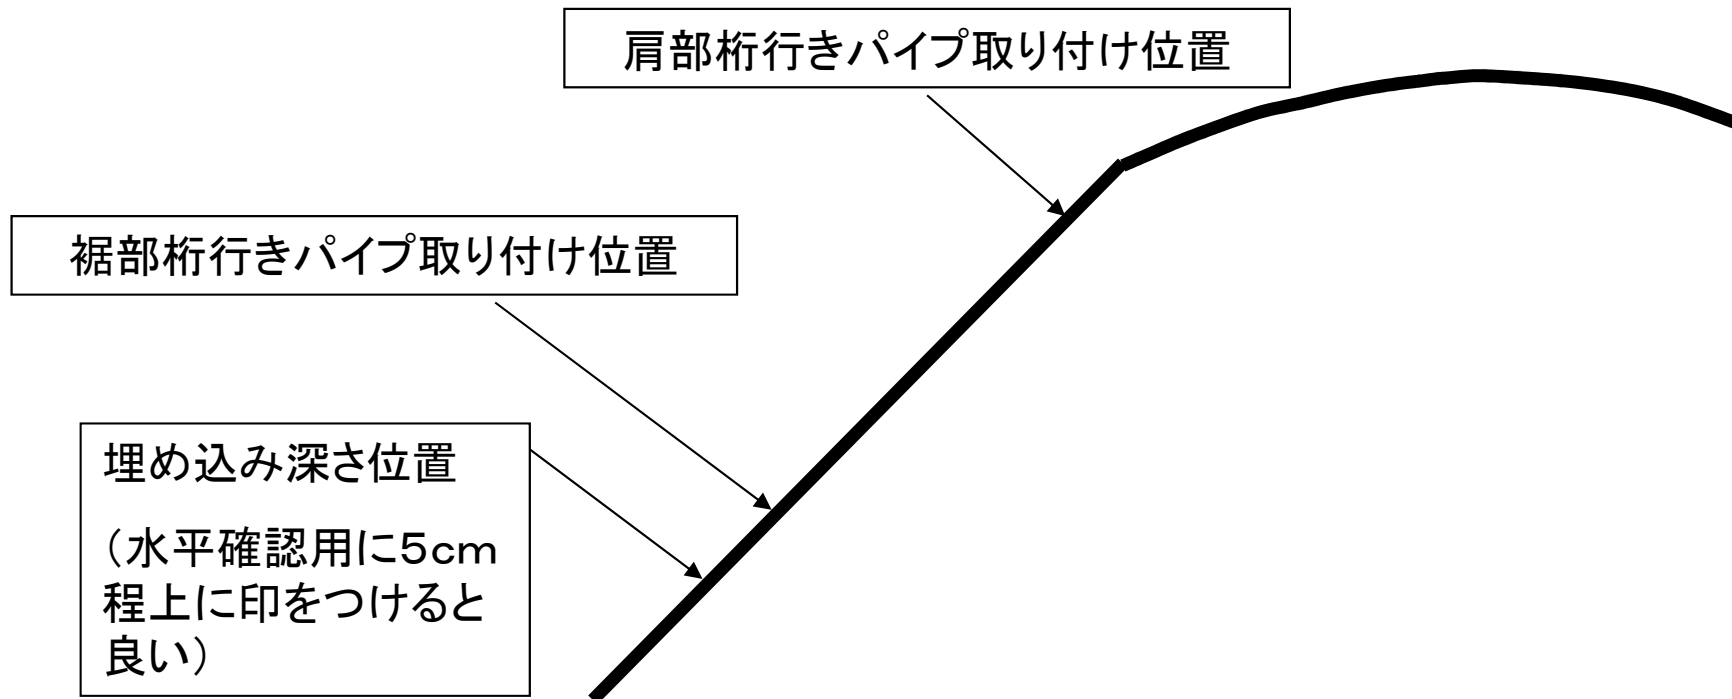 肩部桁行きパイプ取り付け位置
裾部桁行きパイプ取り付け位置
埋め込み深さ位置
（水平確認用に5cm
程上に印をつけると
良い）